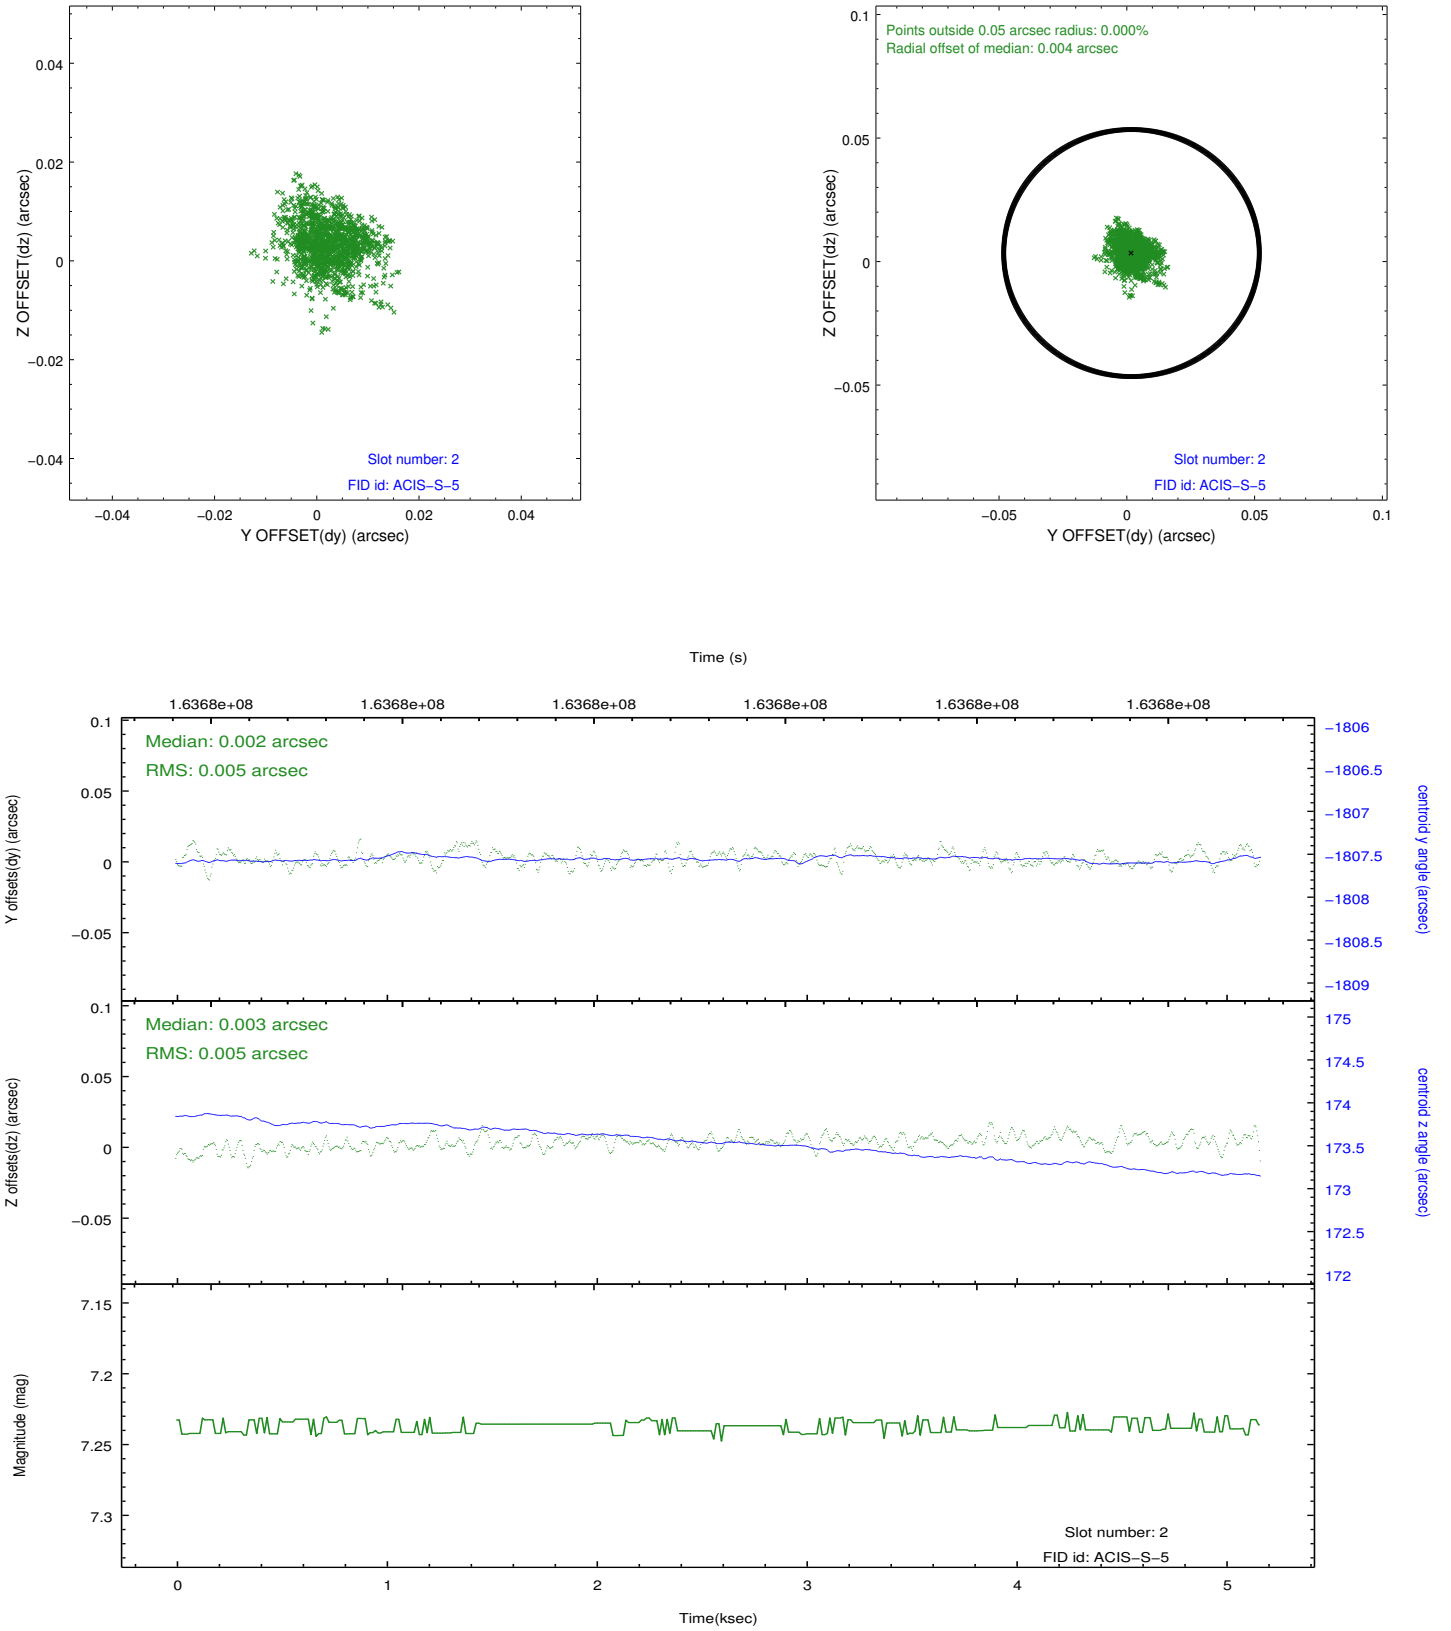 0.04
0.02
0
−0.02
−0.04
Z OFFSET(dz) (arcsec)
Slot number: 2
FID id: ACIS−S−5
−0.04
−0.02
0
0.02
0.04
Y OFFSET(dy) (arcsec)
0.1
0.05
0
−0.05
Z OFFSET(dz) (arcsec)
Points outside 0.05 arcsec radius: 0.000%
Radial offset of median: 0.004 arcsec
Slot number: 2
FID id: ACIS−S−5
−0.05
0
0.05
0.1
Y OFFSET(dy) (arcsec)
Time (s)
1.6368e+08
1.6368e+08
1.6368e+08
1.6368e+08
1.6368e+08
1.6368e+08
0.1
0.05
0
−0.05
Y offsets(dy) (arcsec)
Median: 0.002 arcsec
RMS: 0.005 arcsec
−1806
−1806.5
−1807
−1807.5
−1808
−1808.5
−1809
centroid y angle (arcsec)
0.1
0.05
0
−0.05
Z offsets(dz) (arcsec)
Median: 0.003 arcsec
RMS: 0.005 arcsec
175
174.5
174
173.5
173
172.5
172
centroid z angle (arcsec)
7.15
7.2
7.25
7.3
Magnitude (mag)
Slot number: 2
FID id: ACIS−S−5
0
1
2
3
4
5
Time(ksec)